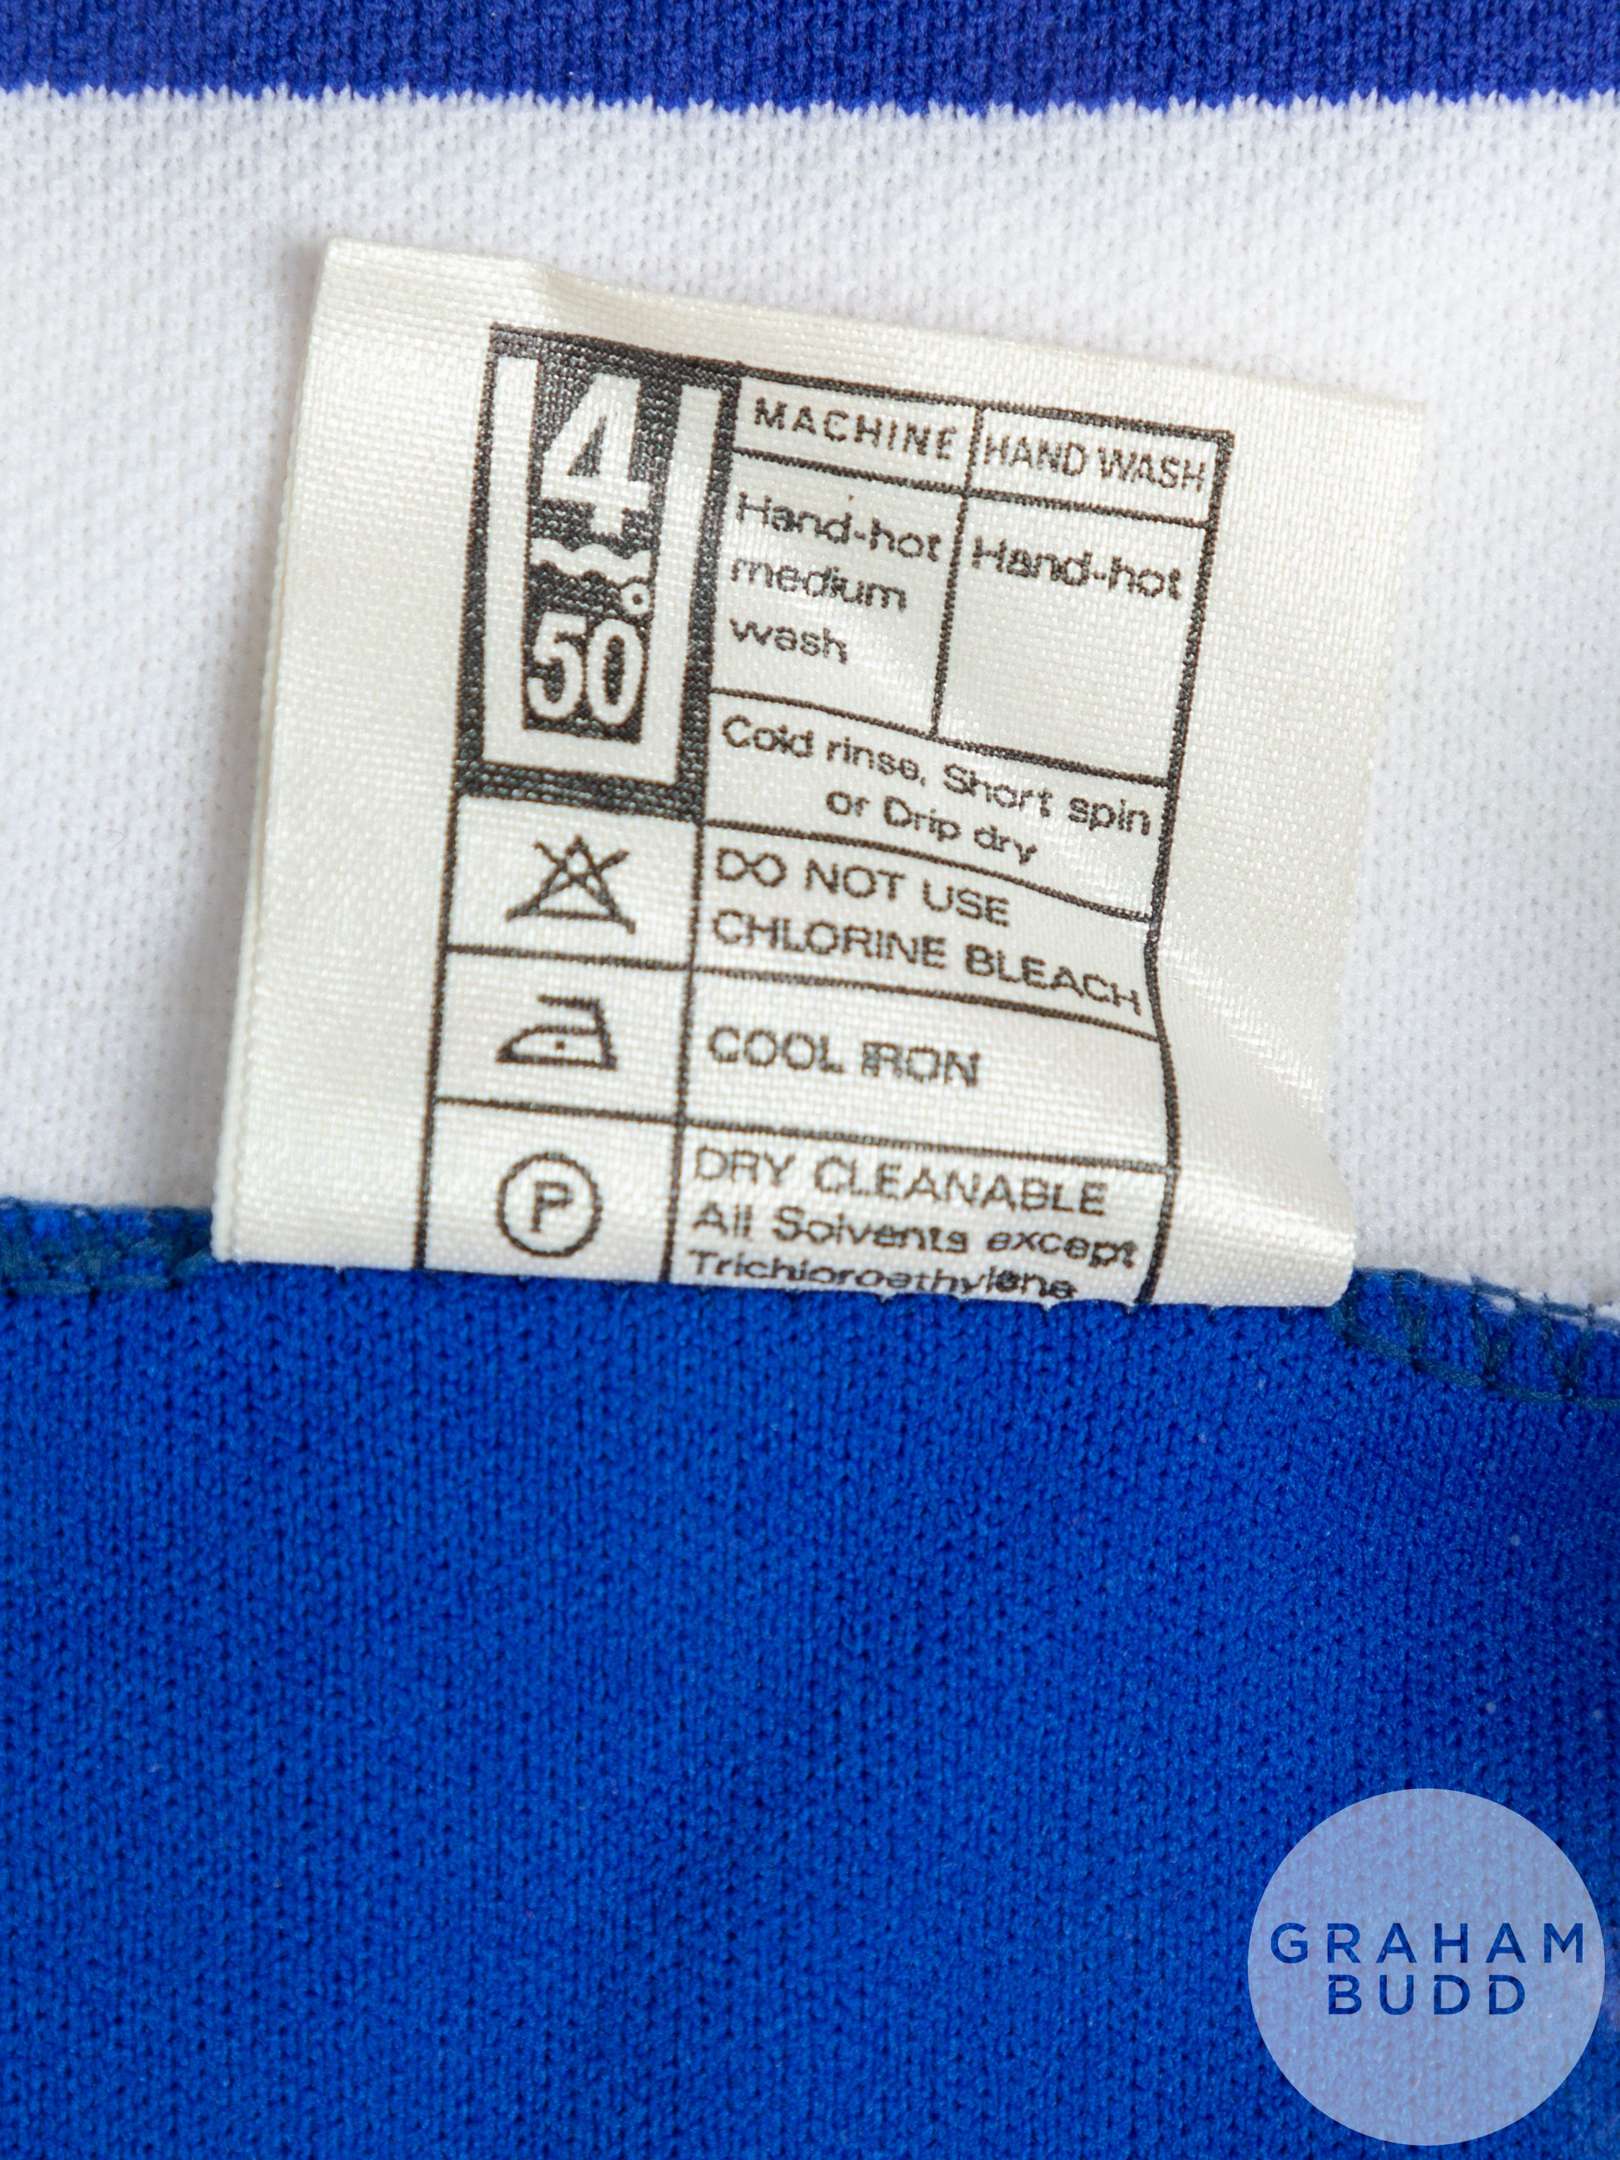 4
50°
MACHINE HAND WASH
Hand-hot Hand-hot
medium
wash
Cold rinse. Short spin
or Drip dry
DO NOT USE
CHLORINE BLEACH
COOL IRON
P
DRY CLEANABLE
All Solvents except
Trichloroethylene
GRAHAM
BUDD